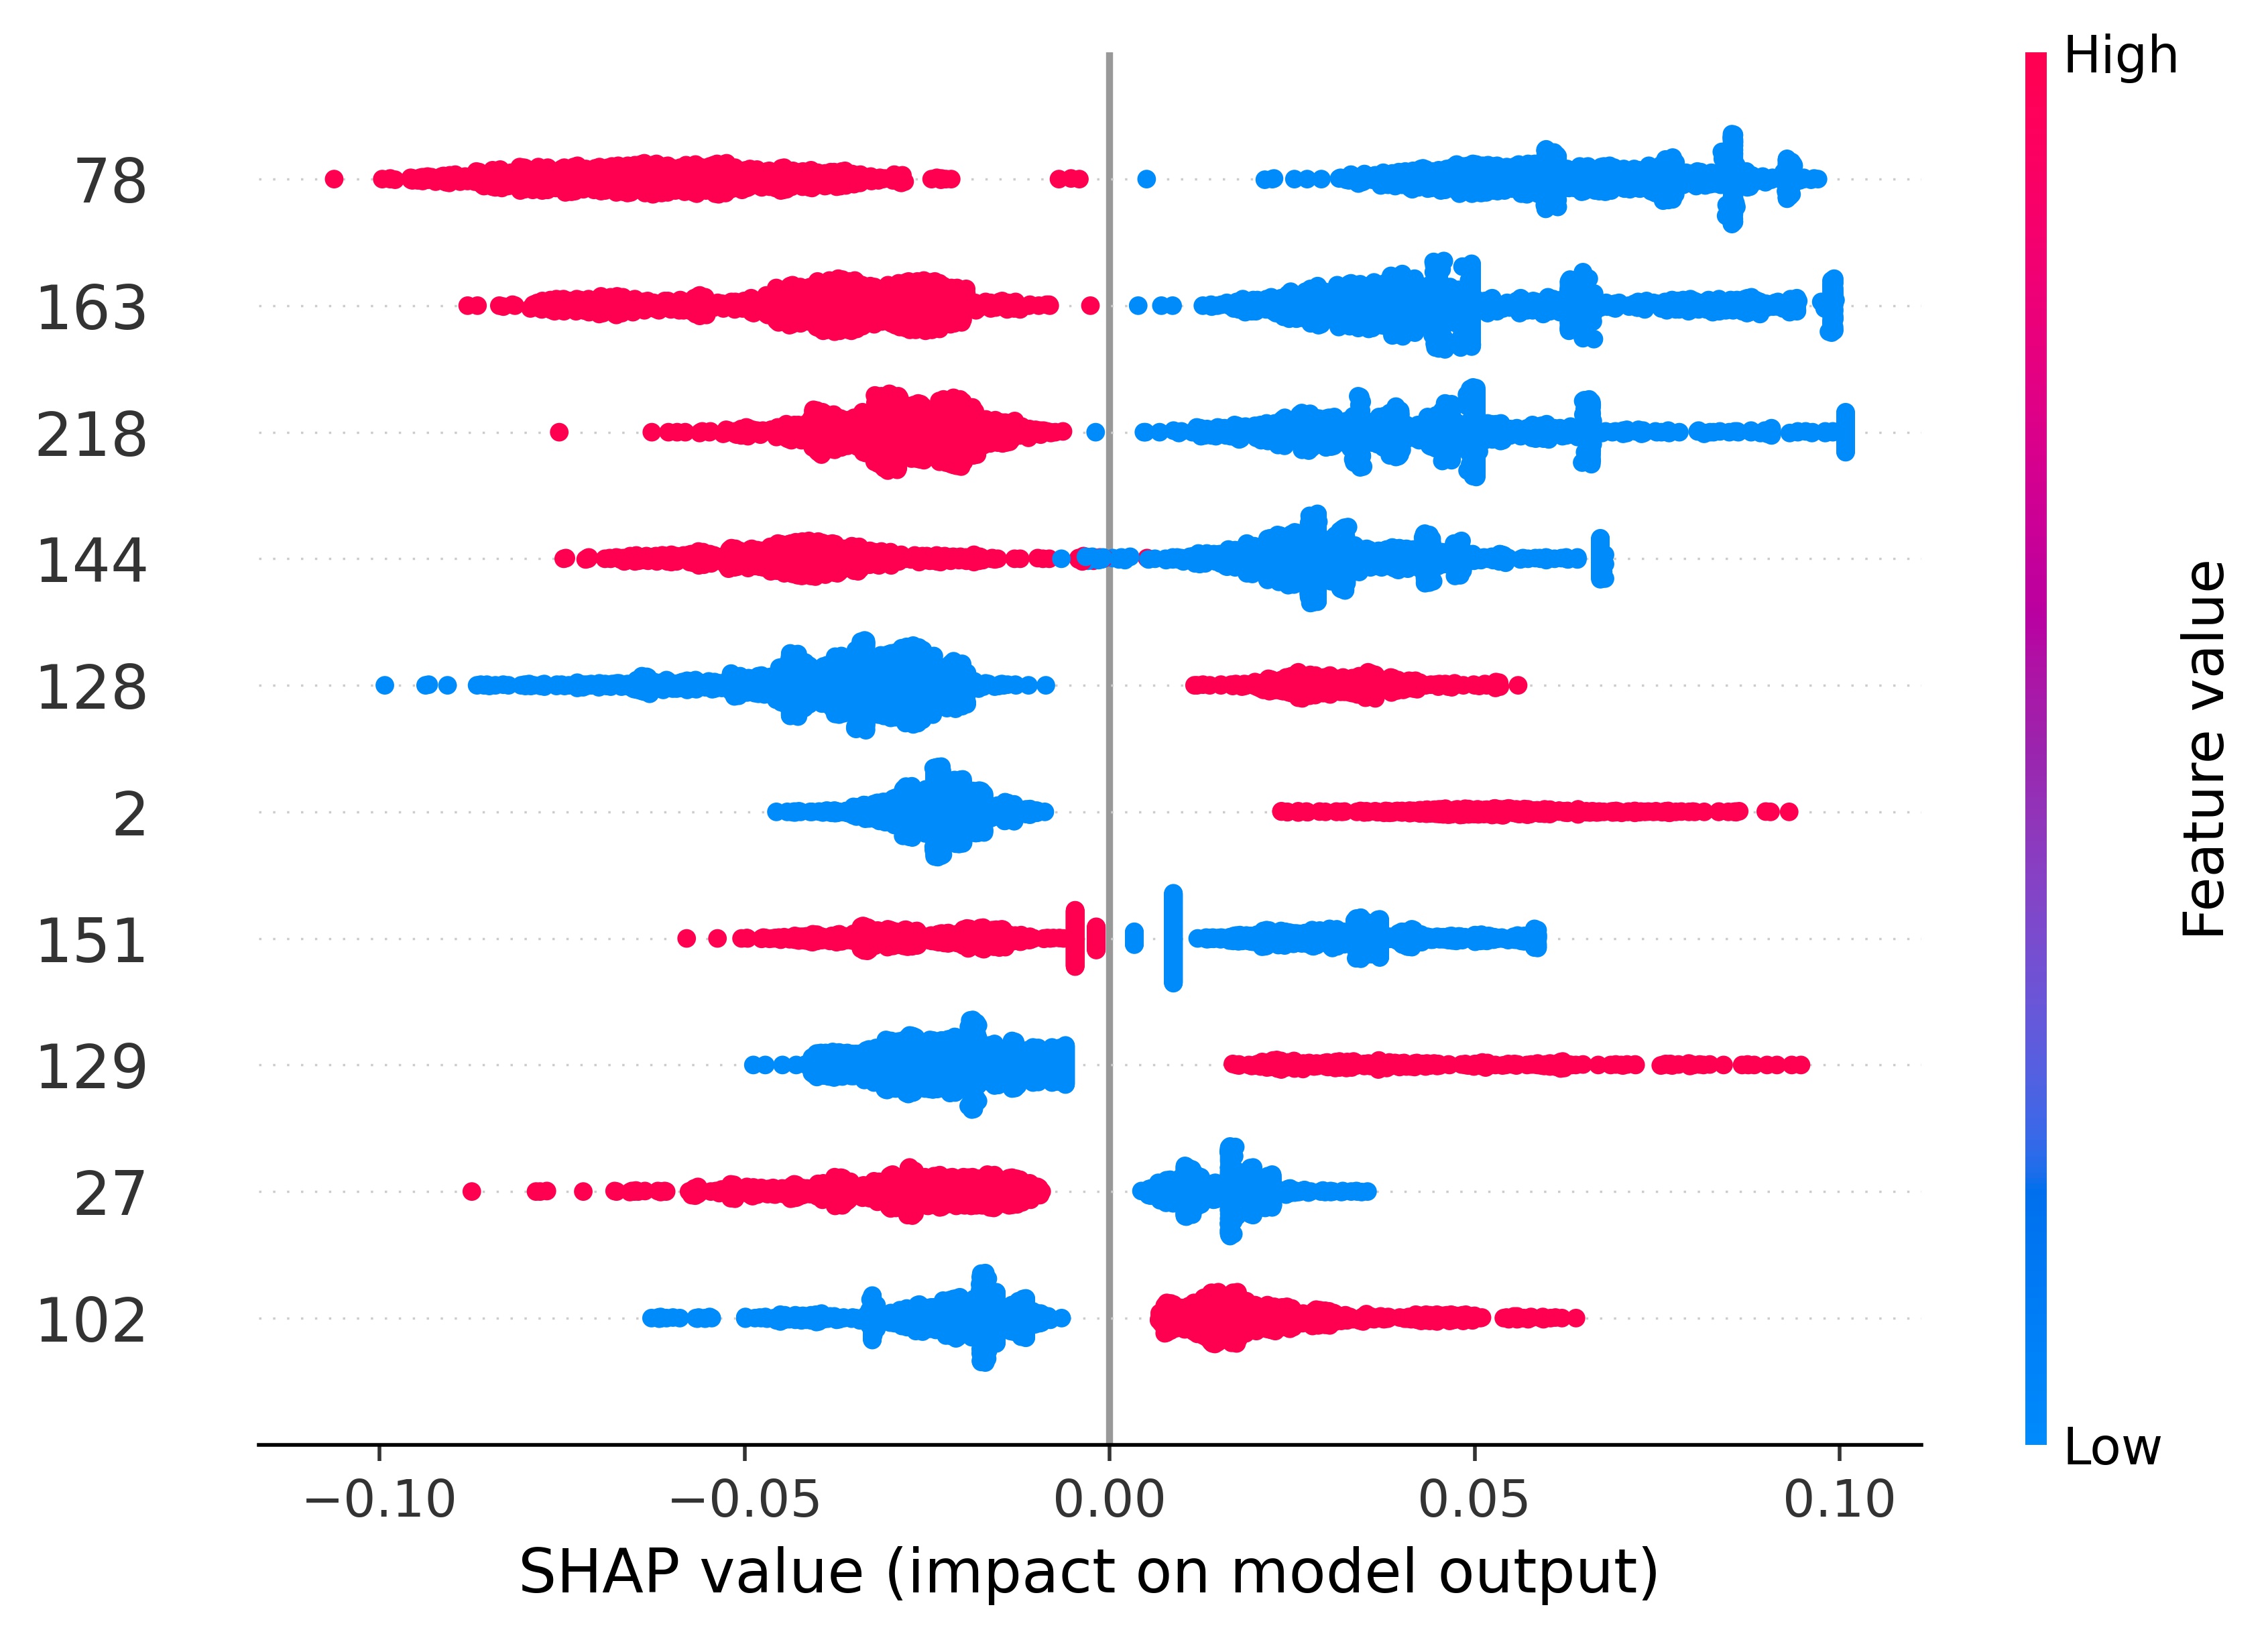 High
78
163
218
144
128
2
151
129
27
102
Feature value
Low
−0.10 −0.05 0.00 0.05 0.10
SHAP value (impact on model output)